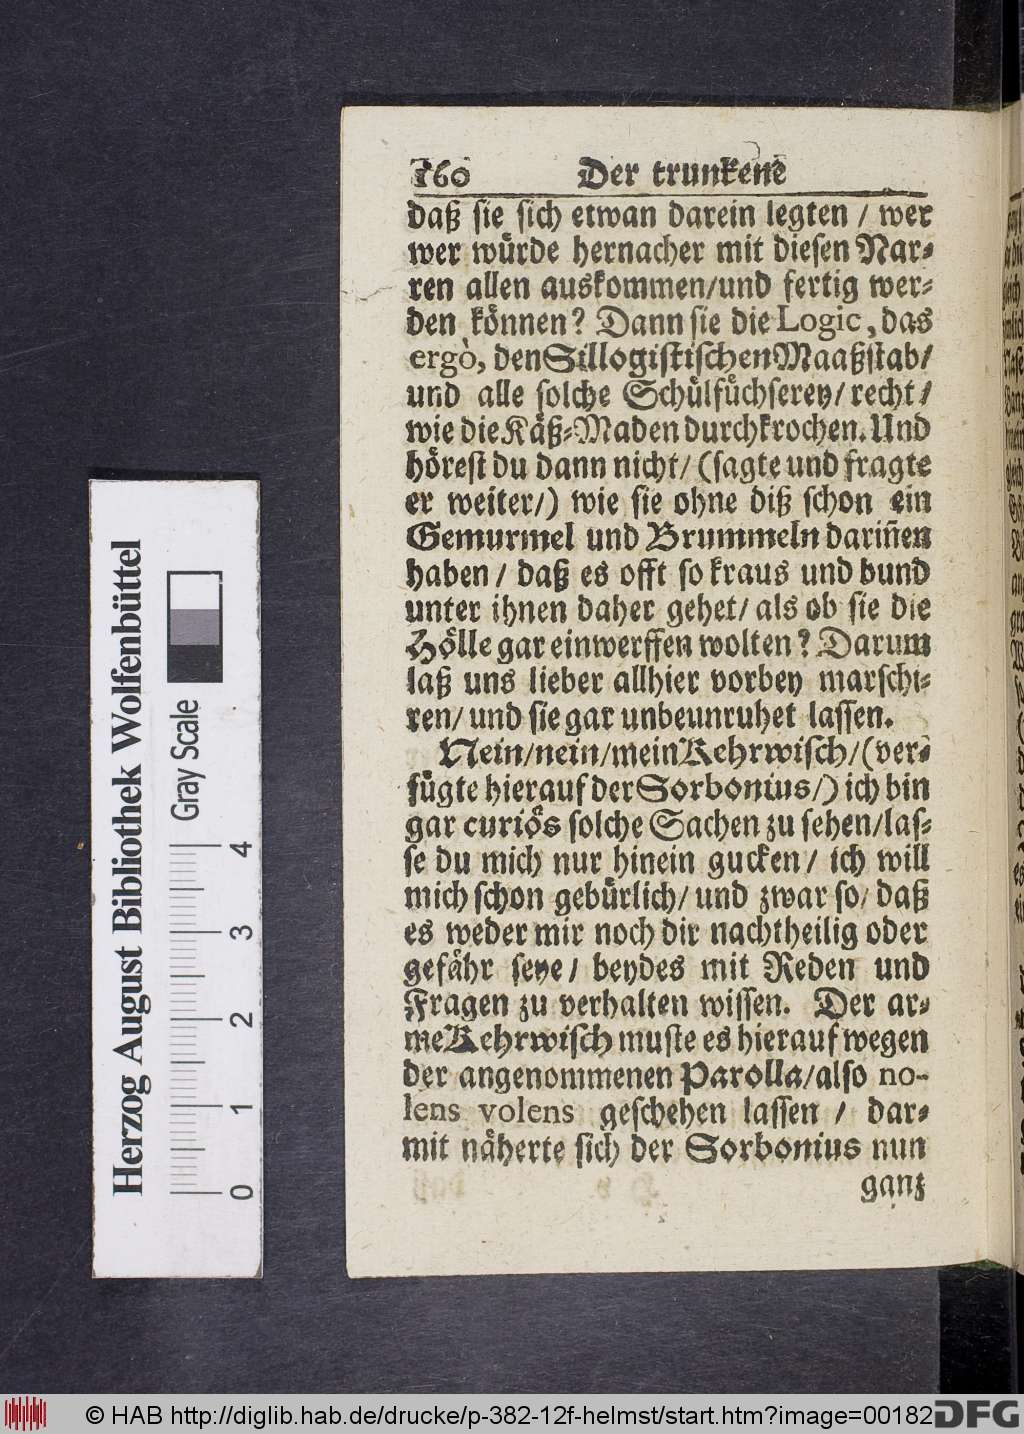 160 Der trunkene
daß sie sich etwan darein legten / wer
wer würde hernacher mit diesen Nar-
ren allen auskommen/und fertig wer-
den können? Dann sie die Logic, das
ergò, den Sillogistischen Maaßstab/
und alle solche Schülfüchserey/ recht/
wie die Käß-Maden durchkrochen. Und
hörest du dann nicht/ (sagte und fragte
er weiter/) wie sie ohne diß schon ein
Gemurmel und Brummeln dariñen
haben / daß es offt so kraus und bund
unter ihnen daher gehet/ als ob sie die
Hölle gar einwerffen wolten? Darum
laß uns lieber allhier vorbey marschi-
ren/ und sie gar unbeunruhet lassen.
Nein/nein/mein Kehrwisch/(ver-
fügte hierauf der Sorbonius/) ich bin
gar curiös solche Sachen zu sehen/las-
se du mich nur hinein gucken/ ich will
mich schon gebürlich/ und zwar so/ daß
es weder mir noch dir nachtheilig oder
gefähr seye/ beydes mit Reden und
Fragen zu verhalten wissen. Der ar-
me Kehrwisch muste es hierauf wegen
der angenommenen Parolla/also no-
lens volens geschehen lassen / dar-
mit näherte sich der Sorbonius nun
ganz
Herzog August Bibliothek Wolfenbüttel
Gray Scale
0 1 2 3 4
© HAB http://diglib.hab.de/drucke/p-382-12f-helmst/start.htm?image=00182
DFG